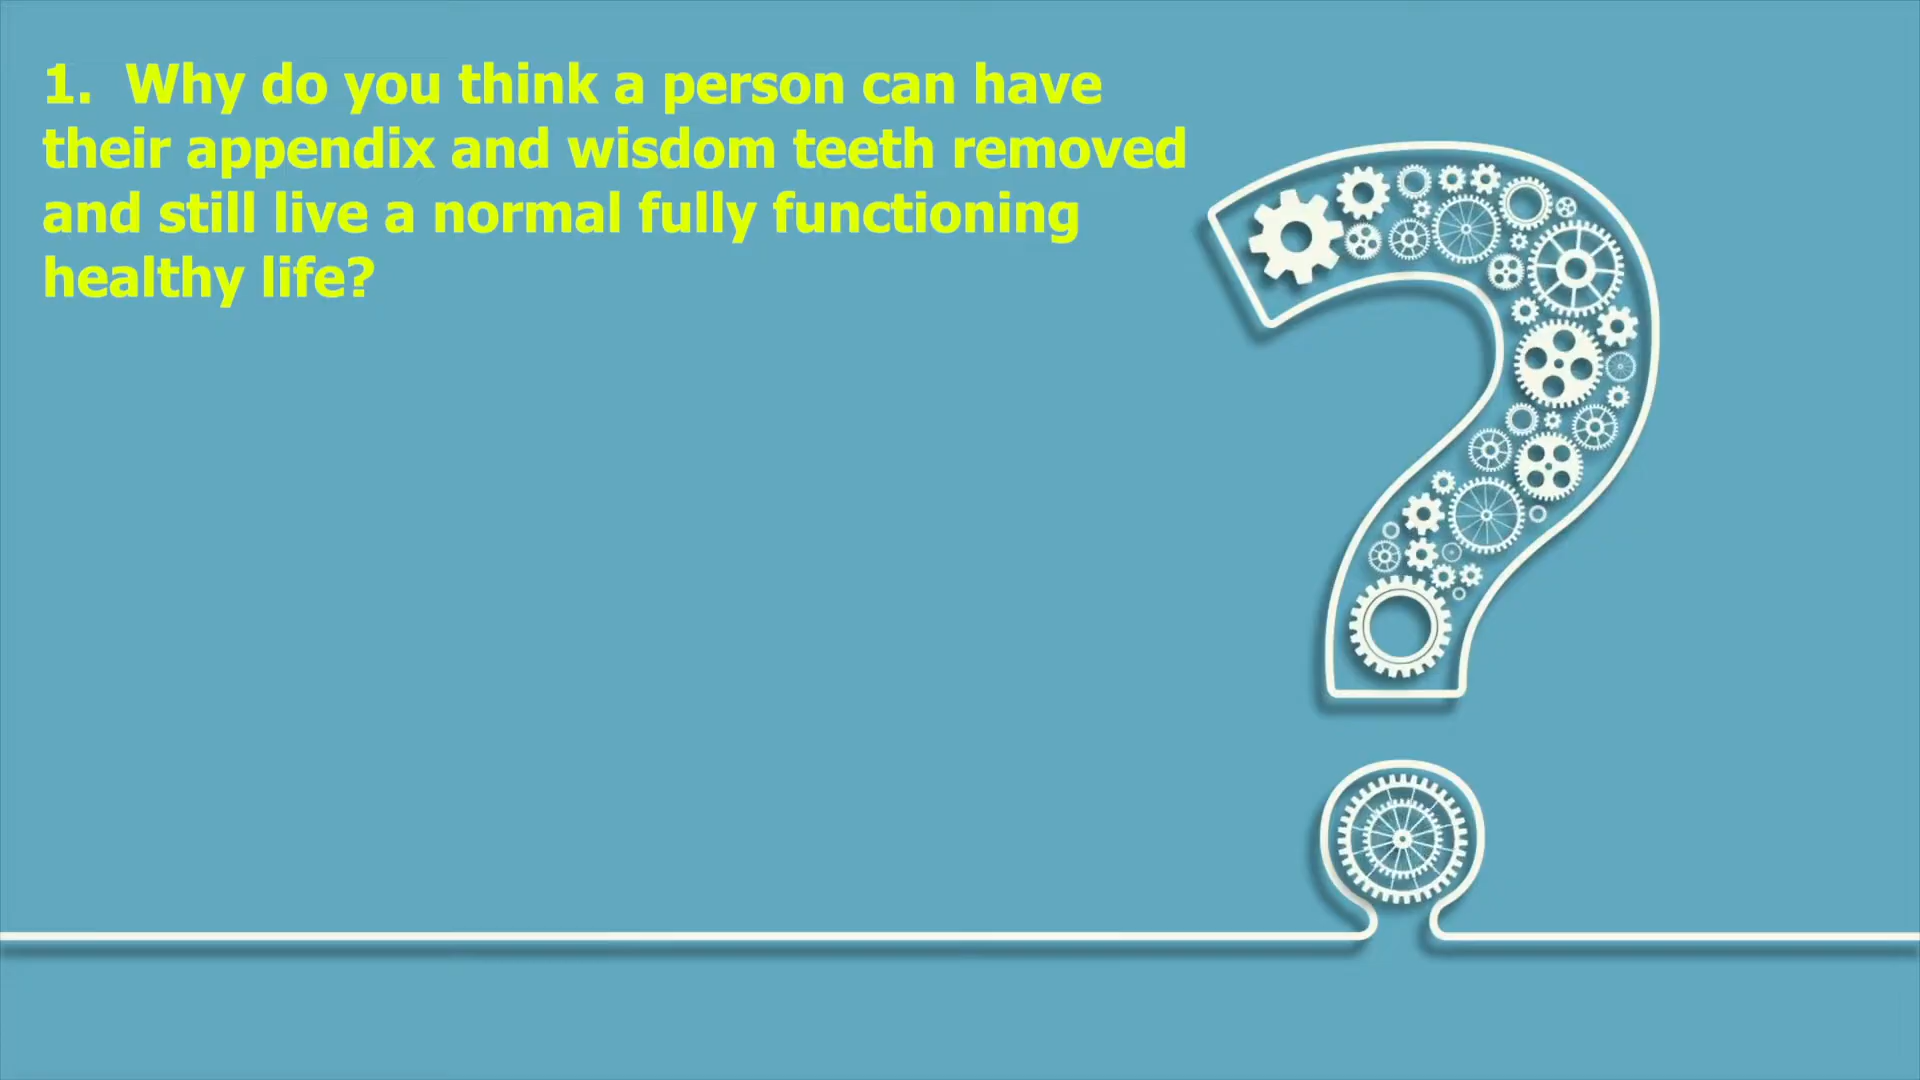 1.  Why do you think a person can have
their appendix and wisdom teeth removed
and still live a normal fully functioning
healthy life?